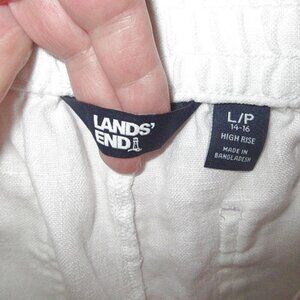 LANDS'
END
L/P
14-16
HIGH RISE
MADE IN
BANGLADESH